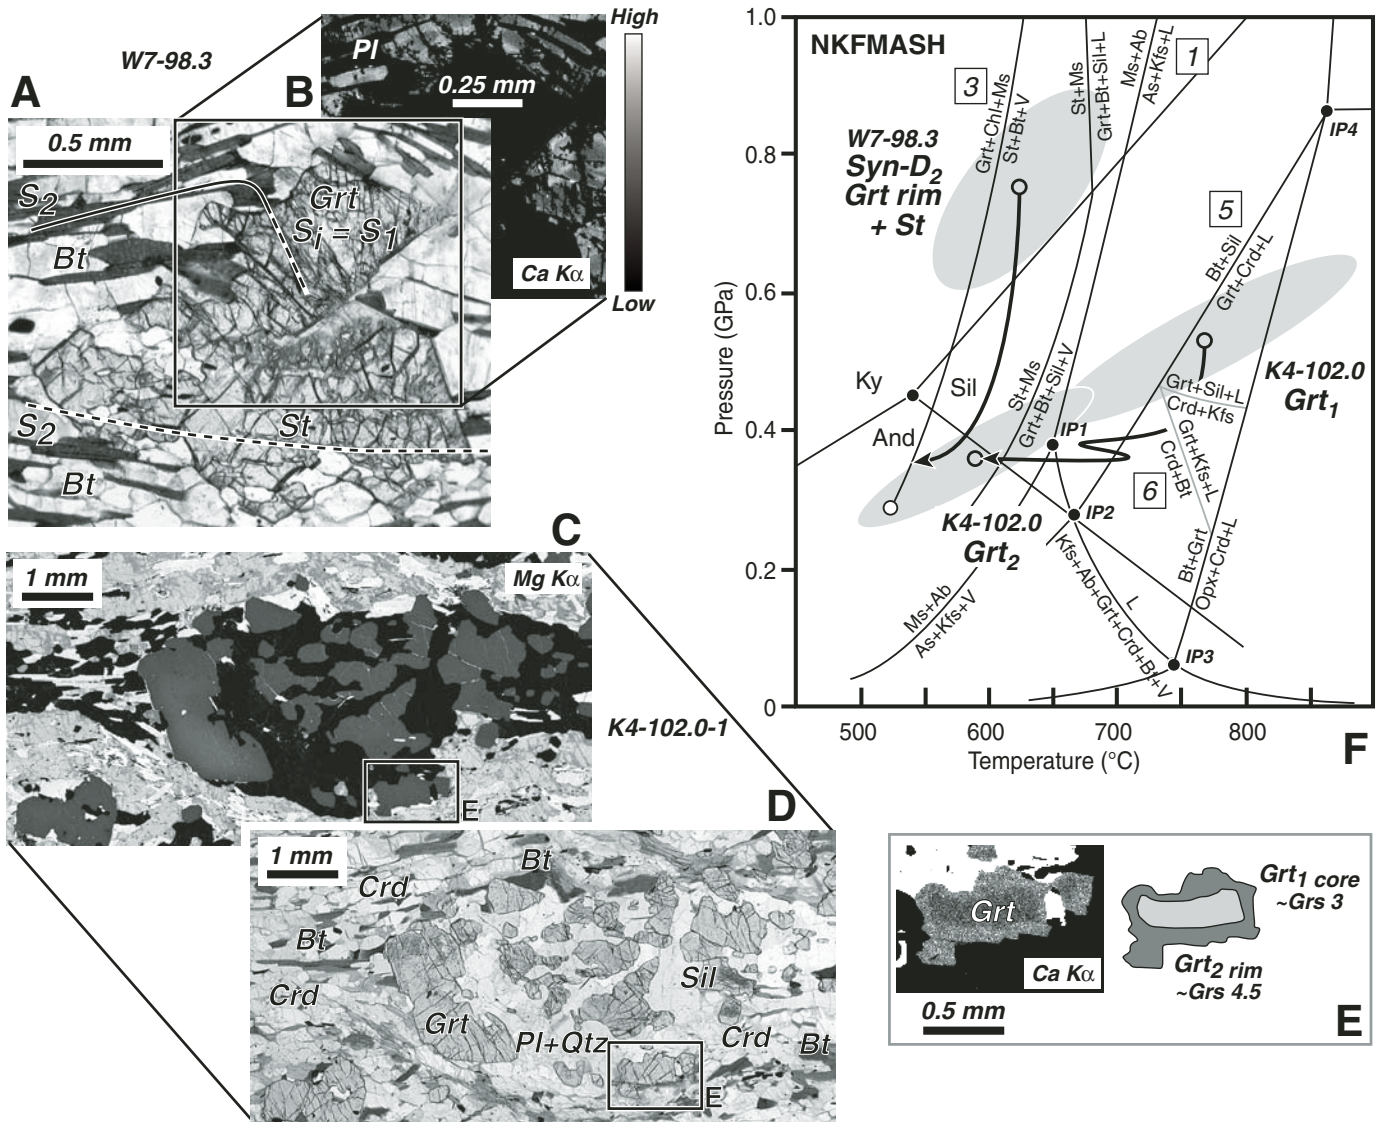 W7-98.3
A
0.5 mm
S2
Bt
Grt
Si = S1
S2
St
Bt
B
Pl
0.25 mm
Ca Kα
High
Low
C
1 mm
Mg Kα
E
K4-102.0-1
D
1 mm
Bt
Crd
Bt
Crd
Grt
Sil
Pl+Qtz
Crd
Bt
E
NKFMASH
1.0
0.8
0.6
0.4
0.2
0
Pressure (GPa)
500
600
700
800
Temperature (°C)
F
3
1
5
6
Grt+Chl+Ms
St+Bt+V
St+Ms
Grt+Bt+Sil+L
Ms+Ab
As+Kfs+L
IP4
W7-98.3
Syn-D2
Grt rim
+ St
Bt+Sil
Grt+Crd+L
Ky
Sil
And
St+Ms
Grt+Bt+Sil+V
IP1
K4-102.0
Grt1
Grt+Sil+L
Crd+Kfs
Grt+Kfs+L
Crd+Bt
K4-102.0
Grt2
IP2
Ms+Ab
As+Kfs+V
L
Kfs+Ab+Grt+Crd+Bt+V
Bt+Grt
Opx+Crd+L
IP3
Grt
Ca Kα
0.5 mm
Grt1 core
~Grs 3
Grt2 rim
~Grs 4.5
E